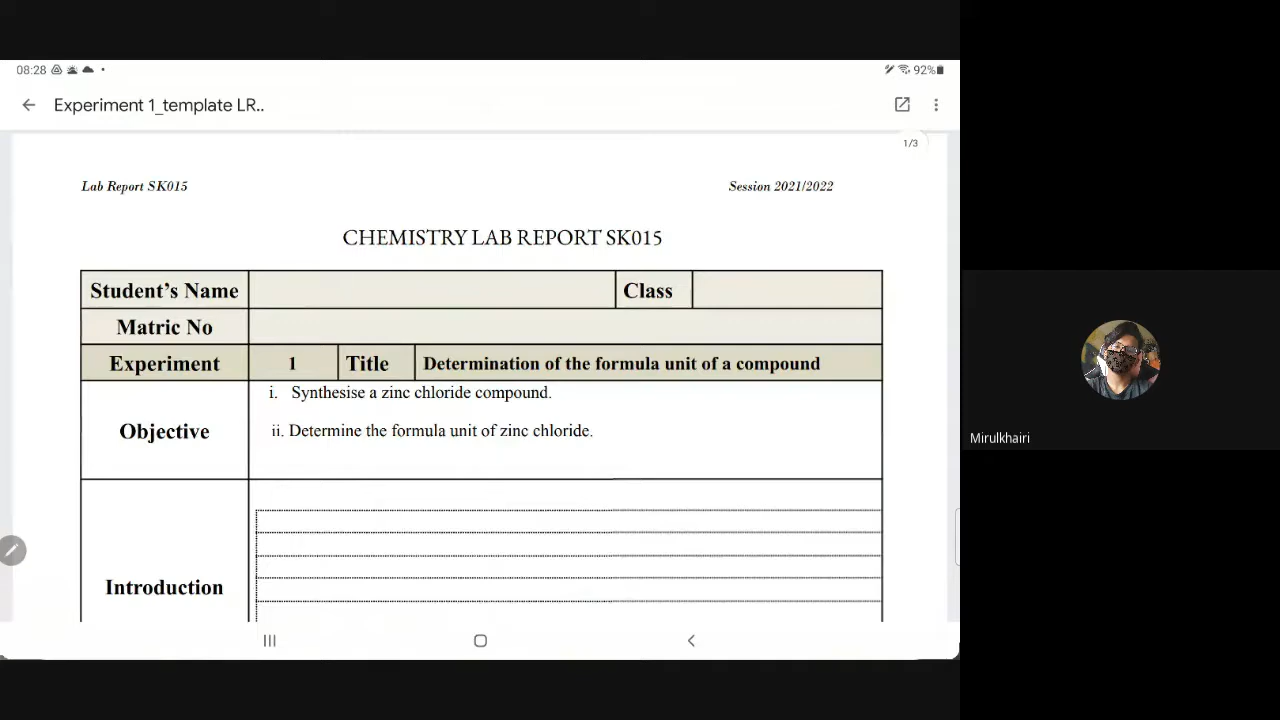 08:28 92%
Experiment 1_template LR..
1/3
Lab Report SK015 Session 2021/2022
CHEMISTRY LAB REPORT SK015
Student's Name Class
Matric No
Experiment 1 Title Determination of the formula unit of a compound
Objective
i. Synthesise a zinc chloride compound.
ii. Determine the formula unit of zinc chloride.
Introduction
Mirulkhairi